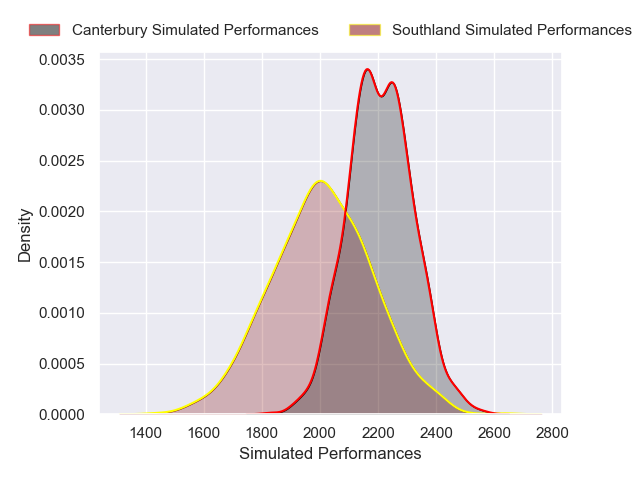 Canterbury Simulated Performances Southland Simulated Performances
0.0035
0.0030
0.0025
0.0020
0.0015
0.0010
0.0005
0.0000
Density
1400 1600 1800 2000 2200 2400 2600 2800
Simulated Performances